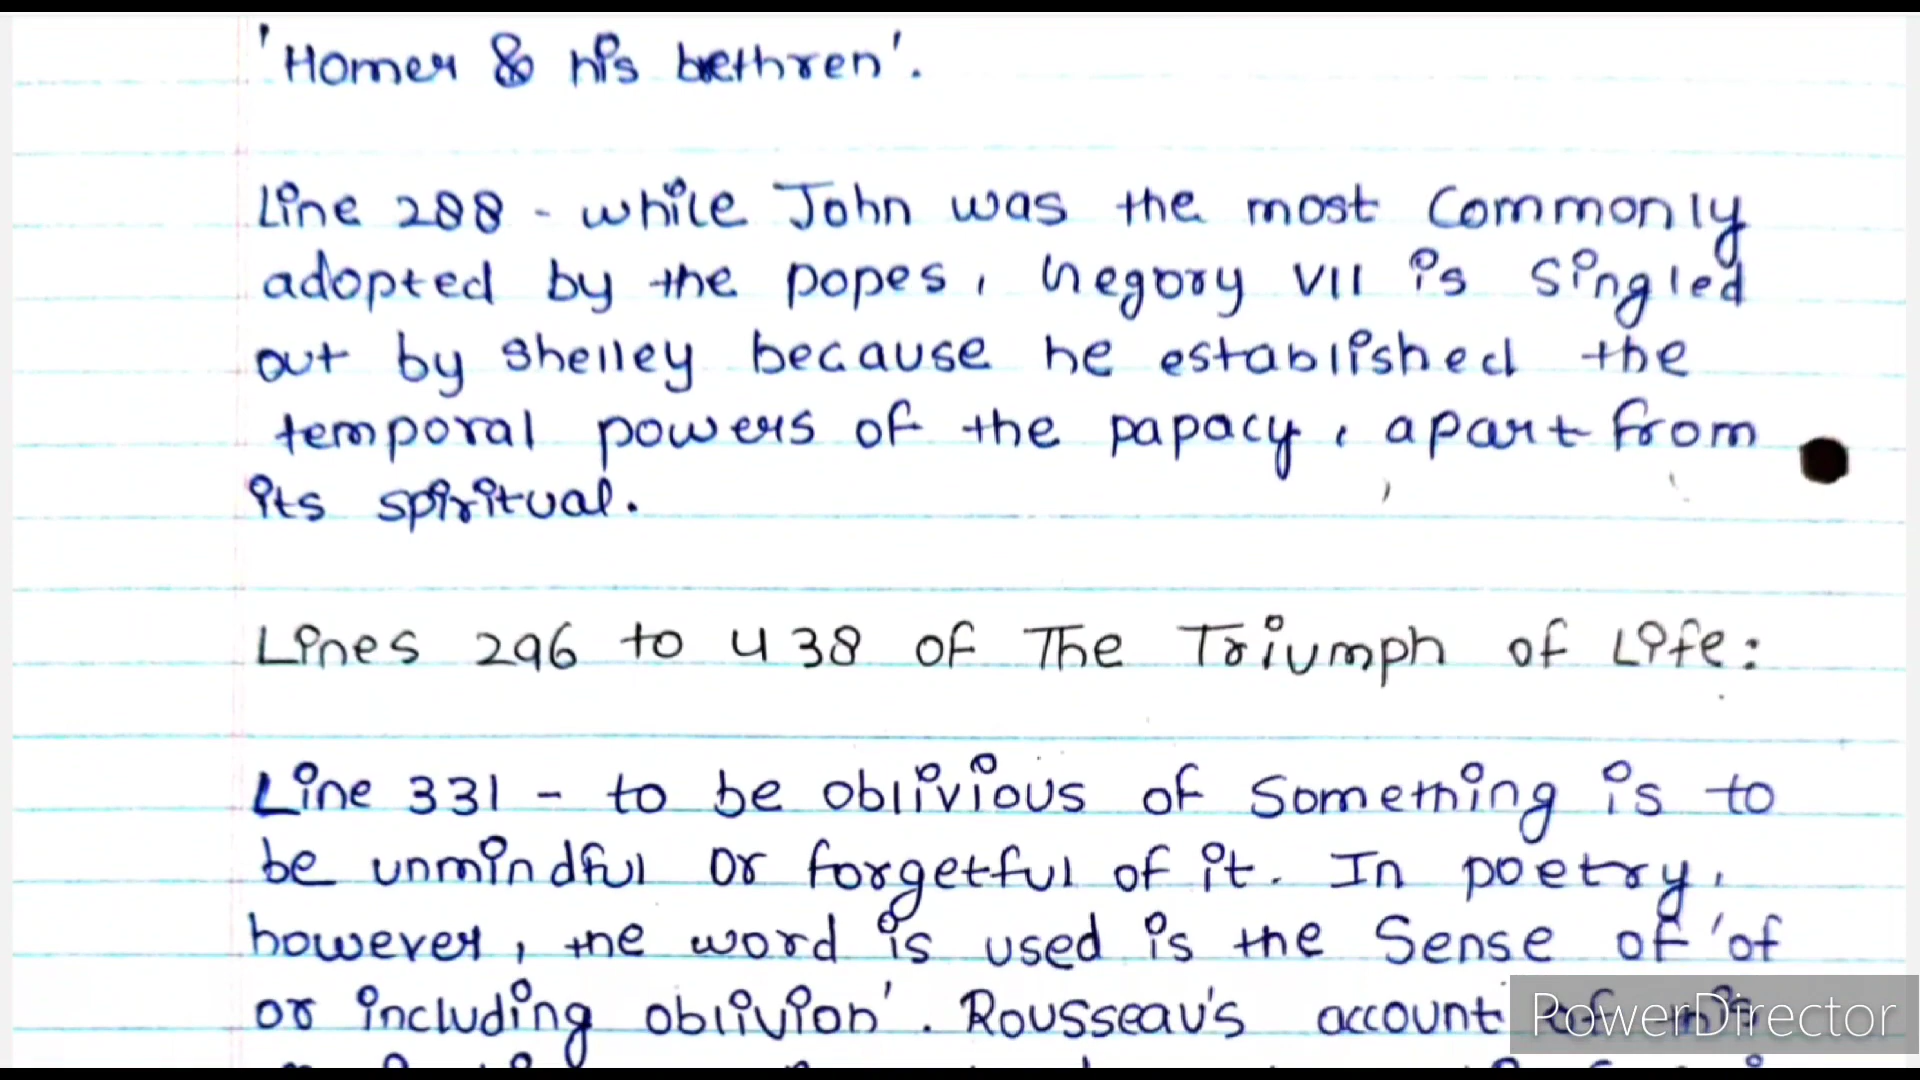 'Homer & his brethren'.
Line 288 - while John was the most commonly
adopted by the popes, Gregory VII is singled
out by Shelley because he established the
temporal powers of the papacy, apart from
its spiritual.
Lines 296 to 438 of The Triumph of Life:
Line 331 - to be oblivious of something is to
be unmindful or forgetful of it. In poetry,
however, the word is used is the sense of 'of
or including oblivion'. Rousseau's account of
PowerDirector